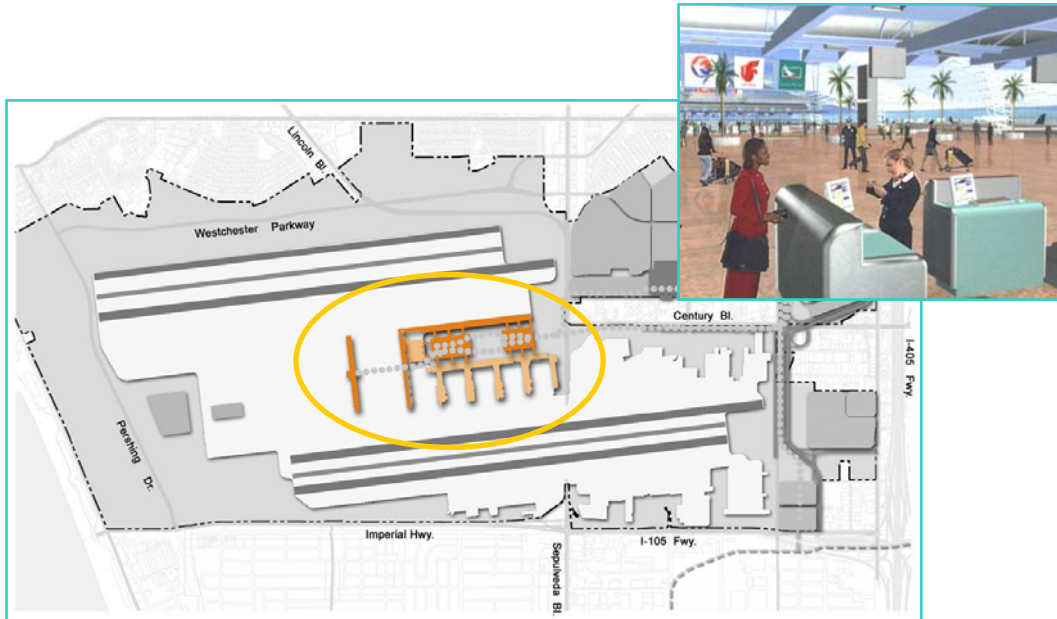 Lincoln Bl.
Westchester Parkway
Century Bl.
I-405 Fwy.
Pershing Dr.
Imperial Hwy.
I-105 Fwy.
Sepulveda Bl.